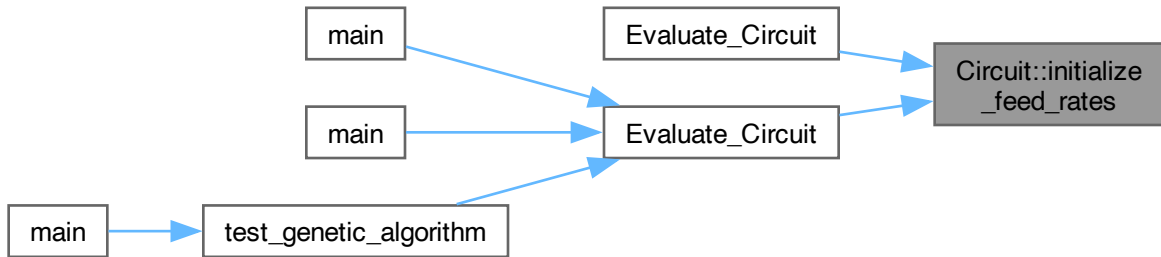 main
Evaluate_Circuit
Circuit::initialize
_feed_rates
main
Evaluate_Circuit
main
test_genetic_algorithm